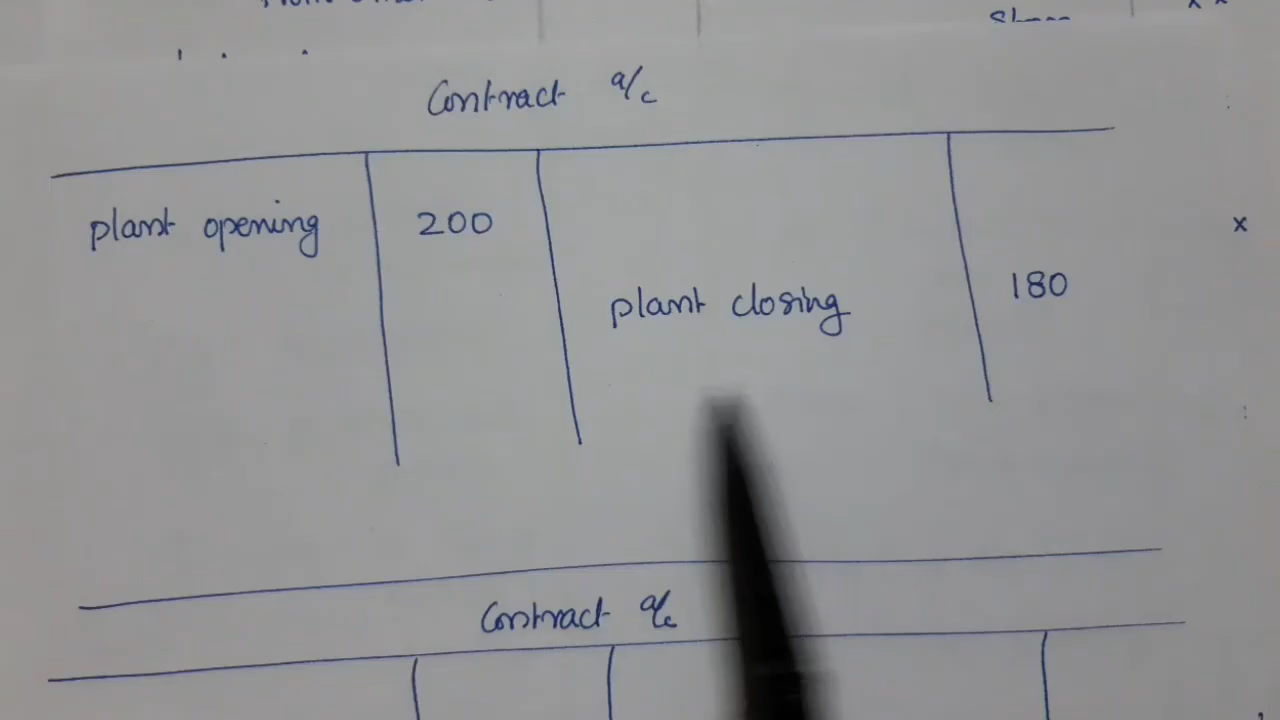 Contract a/c
plant opening 200
plant closing 180
x
Contract a/c